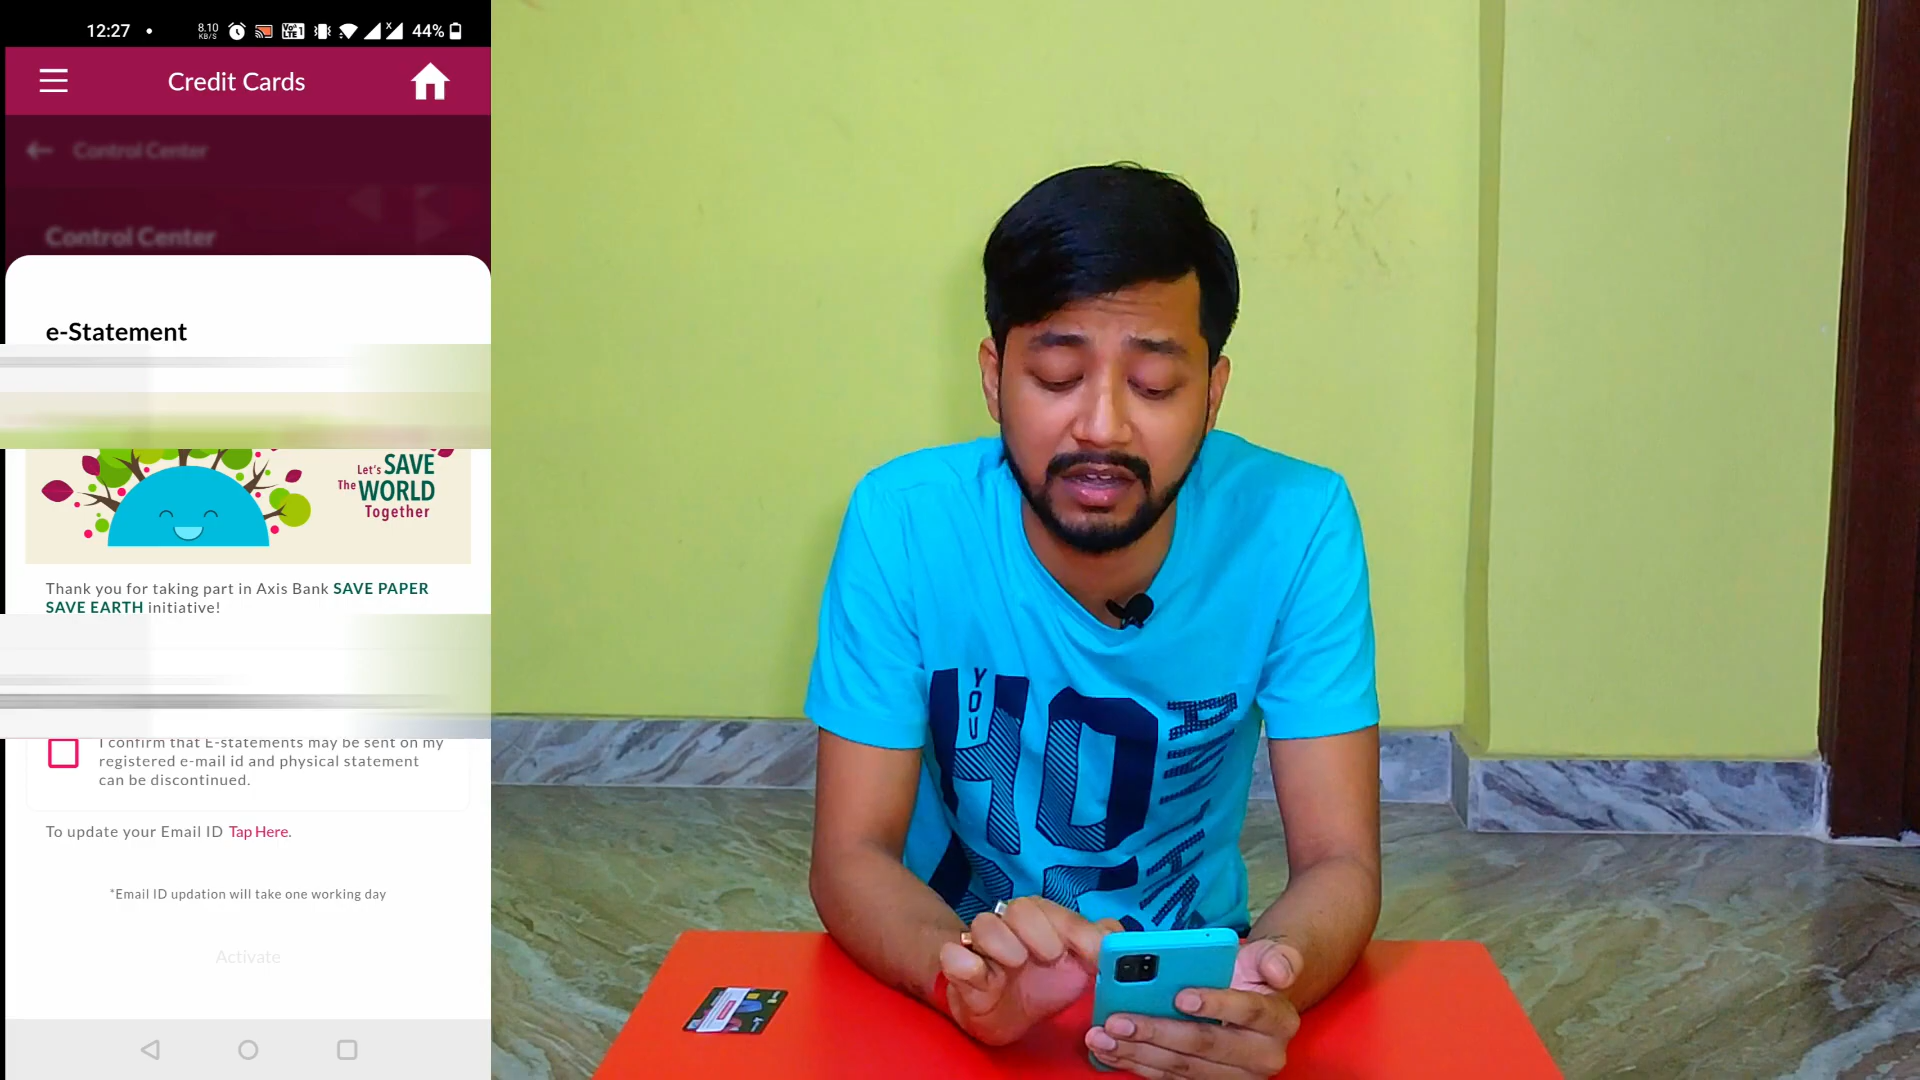 12:27
8.10
KB/S
44%
Credit Cards
Control Center
Control Center
e-Statement
Let's SAVE
The WORLD
Together
Thank you for taking part in Axis Bank SAVE PAPER
SAVE EARTH initiative!
I confirm that E-statements may be sent on my
registered e-mail id and physical statement
can be discontinued.
To update your Email ID Tap Here.
*Email ID updation will take one working day
Activate
YOU